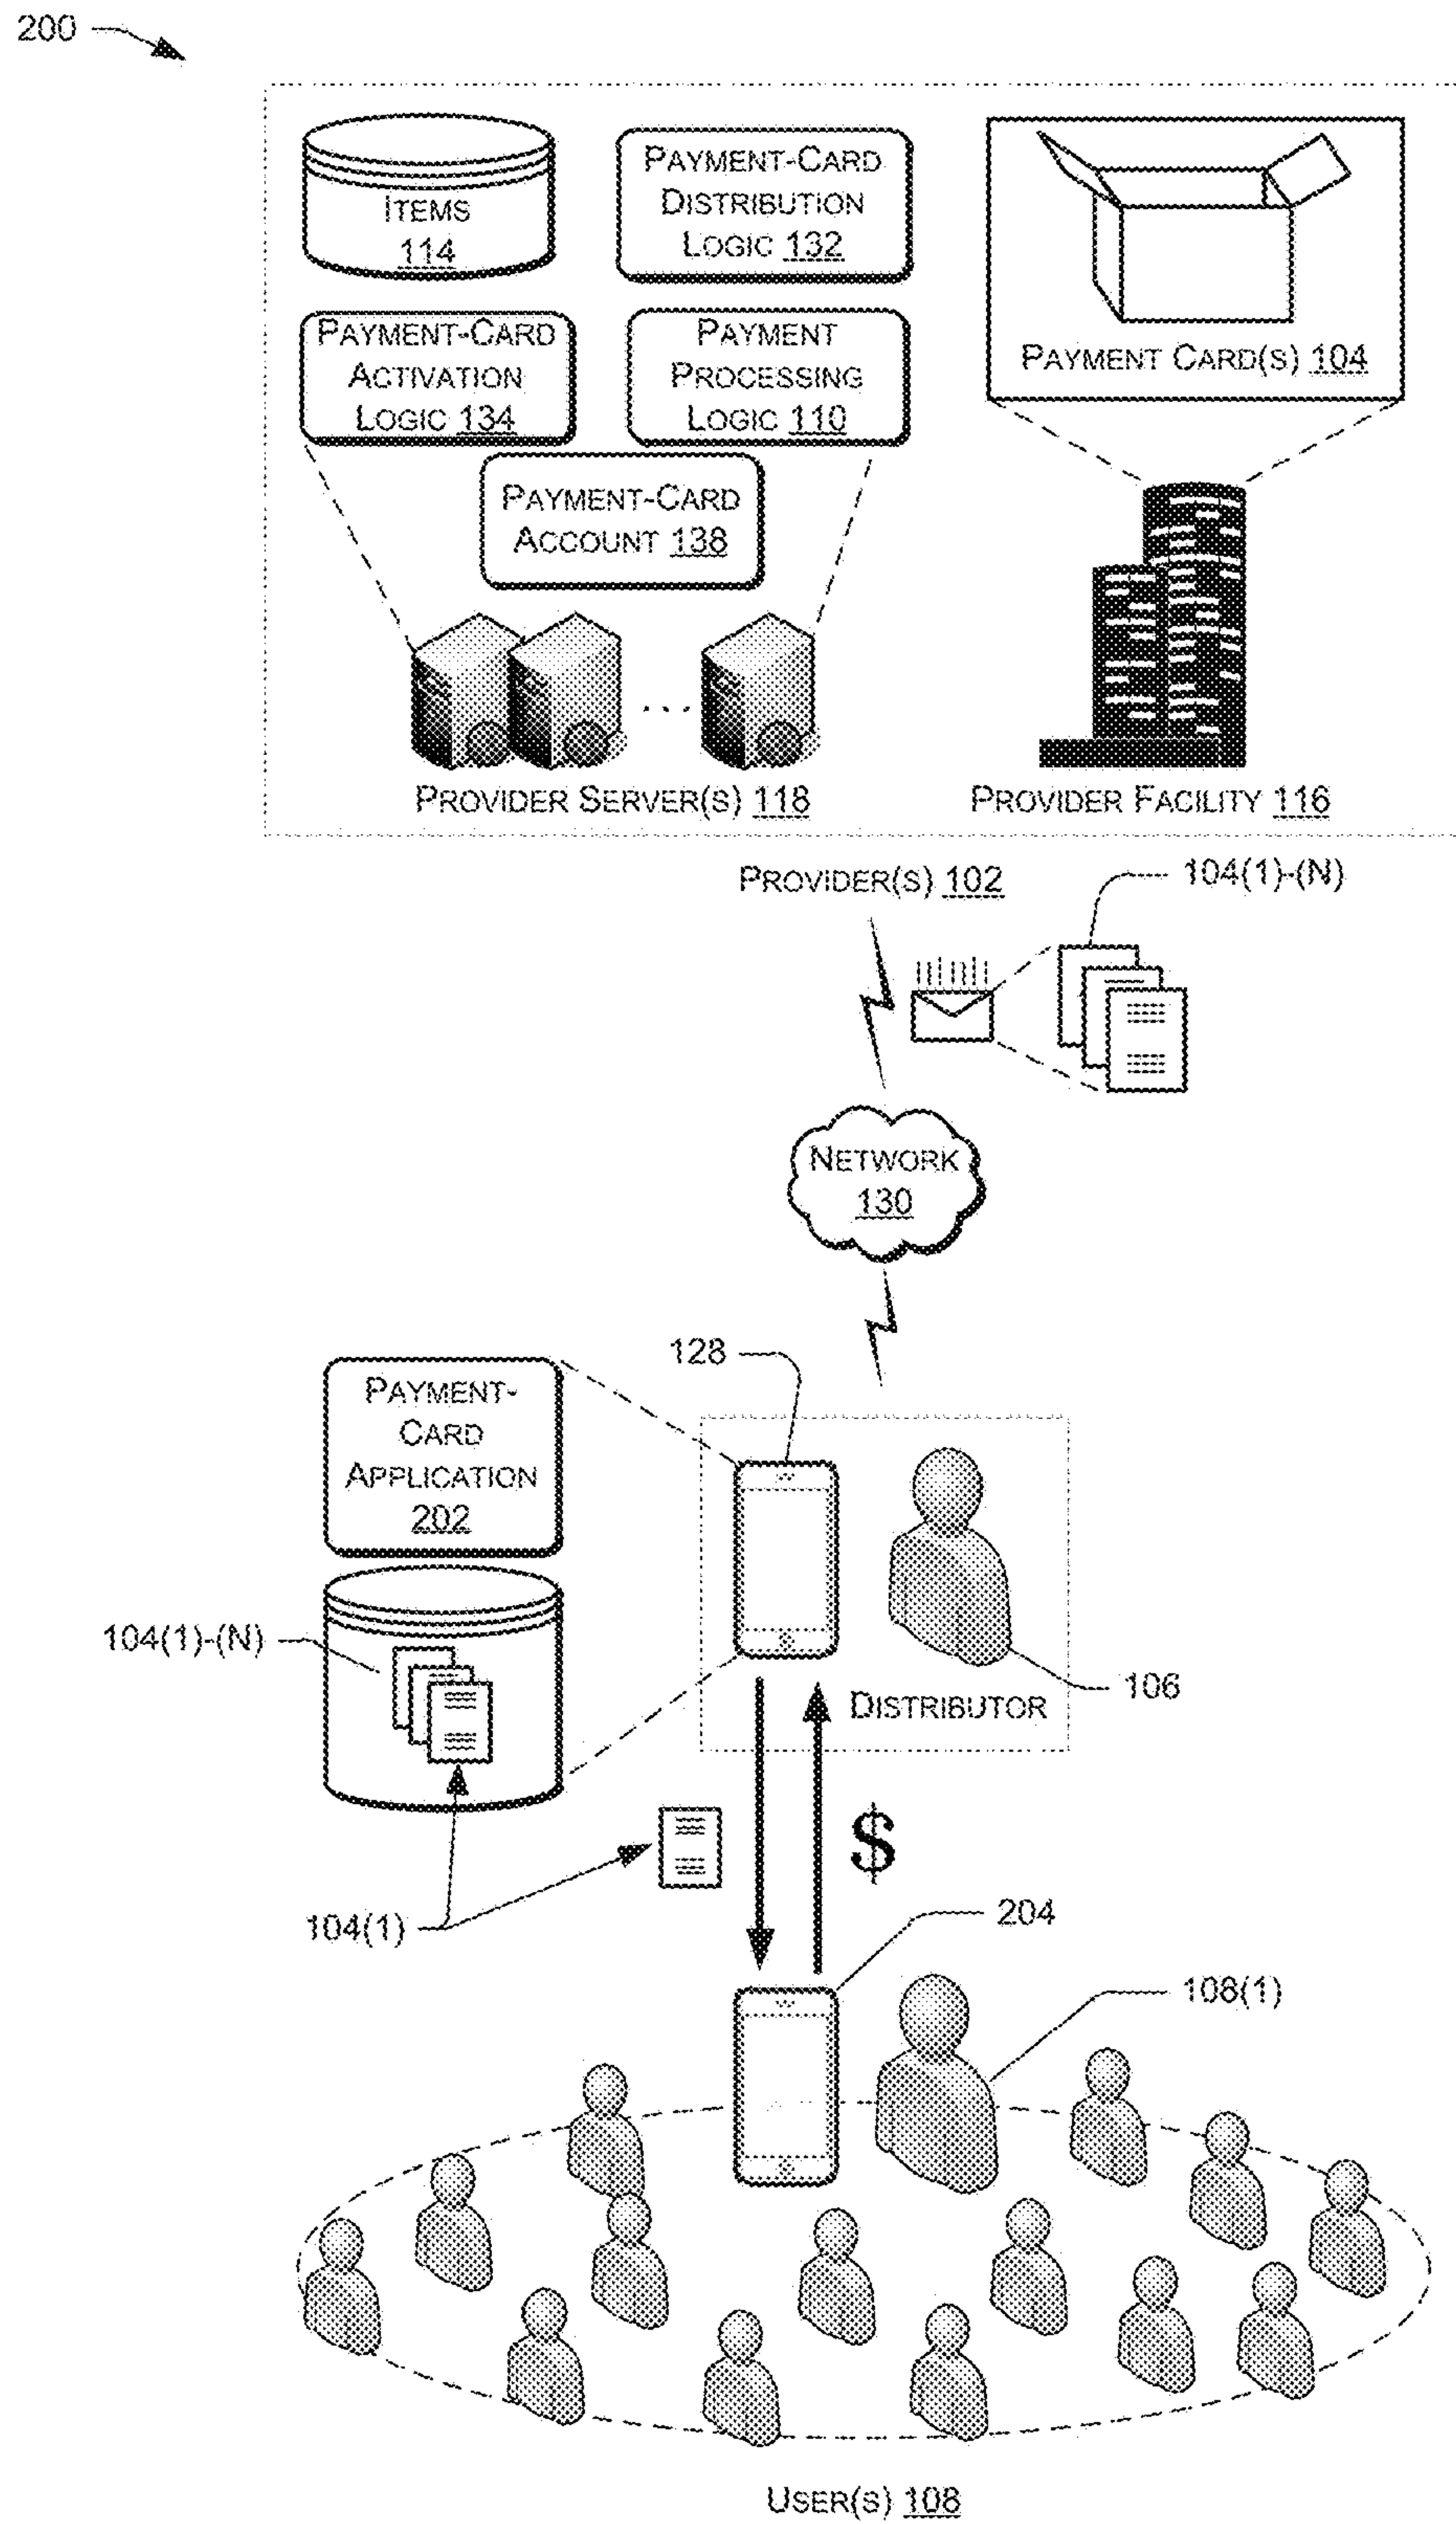 200
ITEMS
114
PAYMENT-CARD
DISTRIBUTION
LOGIC 132
PAYMENT-CARD
ACTIVATION
LOGIC 134
PAYMENT
PROCESSING
LOGIC 110
PAYMENT CARD(S) 104
PAYMENT-CARD
ACCOUNT 138
...
PROVIDER SERVER(S) 118
PROVIDER FACILITY 116
PROVIDER(S) 102
104(1)-(N)
NETWORK
130
128
PAYMENT-
CARD
APPLICATION
202
104(1)-(N)
106
DISTRIBUTOR
$
104(1)
204
108(1)
USER(S) 108